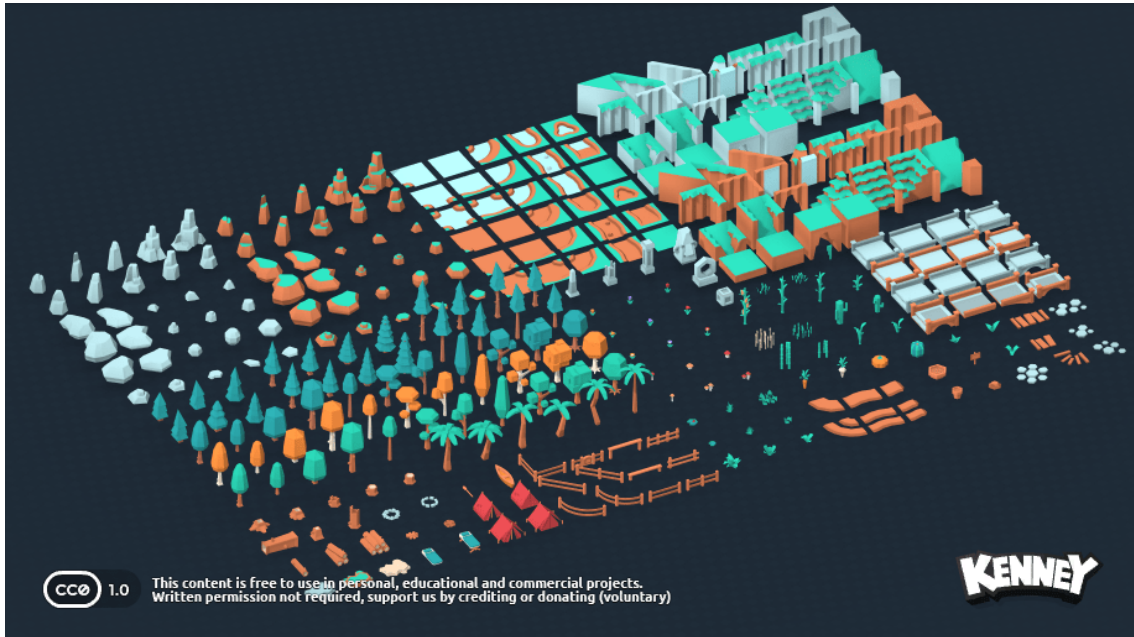 CC0 1.0
This content is free to use in personal, educational and commercial projects.
Written permission not required, support us by crediting or donating (voluntary)
KENNEY